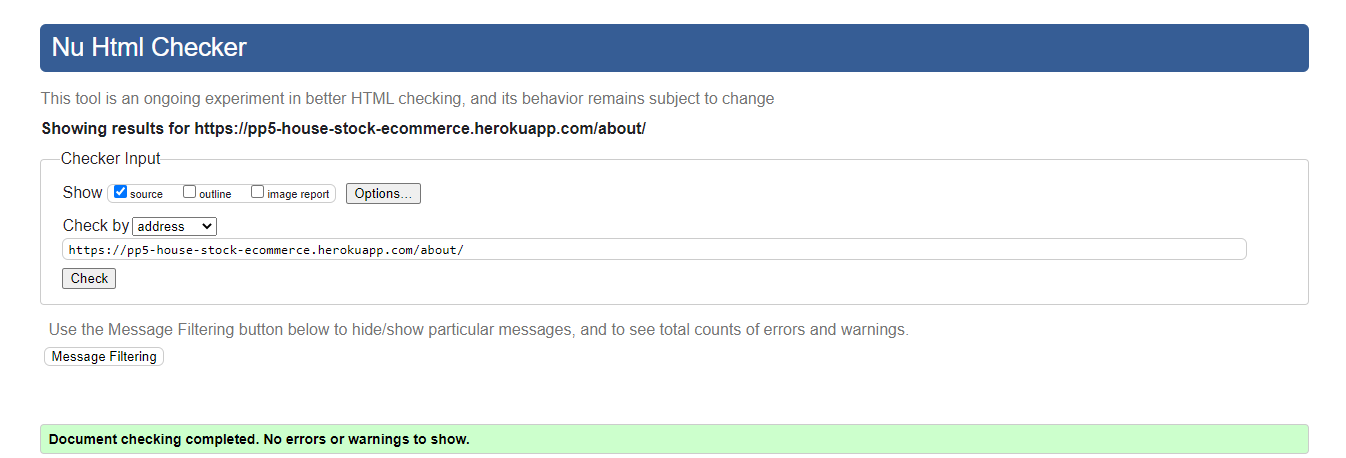 Nu Html Checker
This tool is an ongoing experiment in better HTML checking, and its behavior remains subject to change
Showing results for https://pp5-house-stock-ecommerce.herokuapp.com/about/
Checker Input
Show source outline image report Options...
Check by address
https://pp5-house-stock-ecommerce.herokuapp.com/about/
Check
Use the Message Filtering button below to hide/show particular messages, and to see total counts of errors and warnings.
Message Filtering
Document checking completed. No errors or warnings to show.